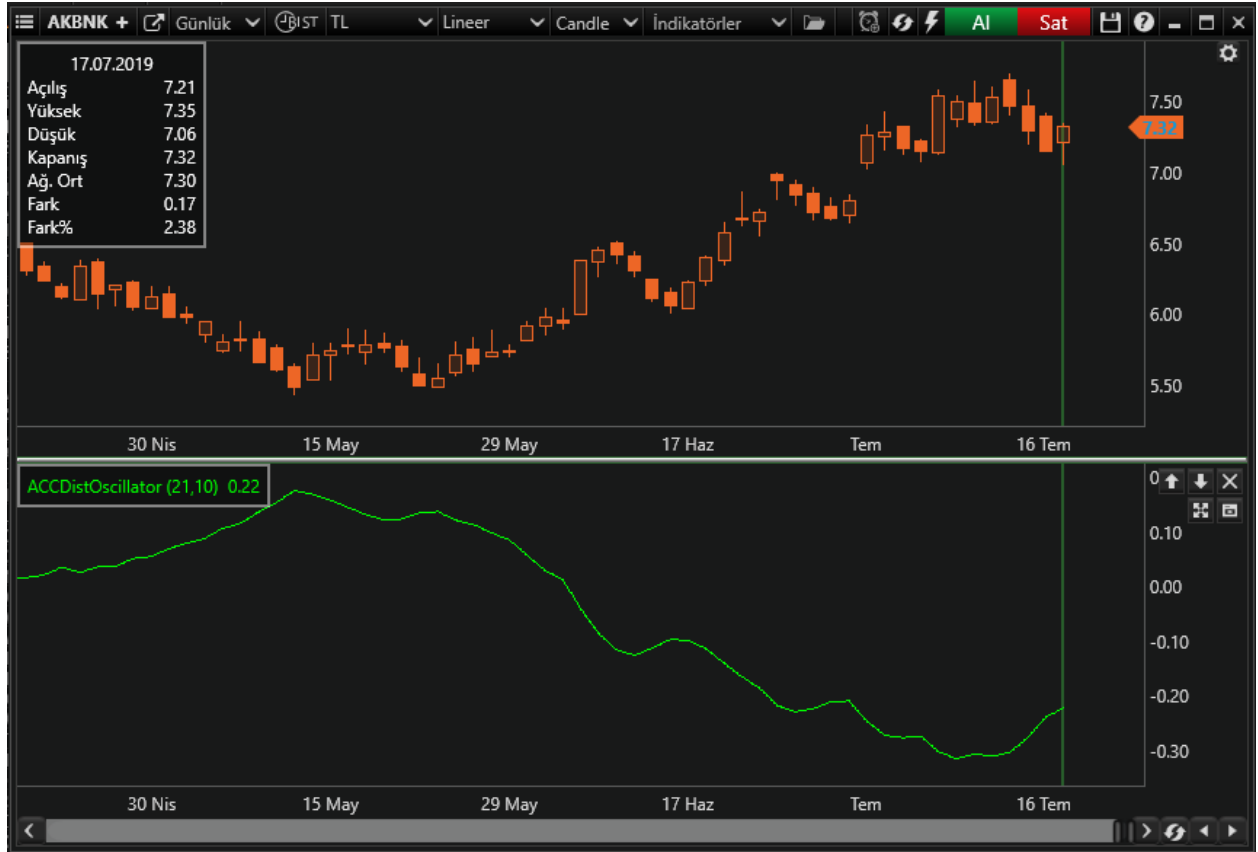 AKBNK + Günlük BIST TL Lineer Candle İndikatörler Al Sat
17.07.2019
Açılış 7.21
Yüksek 7.35
Düşük 7.06
Kapanış 7.32
Ağ. Ort 7.30
Fark 0.17
Fark% 2.38
7.50
7.32
7.00
6.50
6.00
5.50
30 Nis 15 May 29 May 17 Haz Tem 16 Tem
ACCDistOscillator (21,10) 0.22
0.10
0.00
-0.10
-0.20
-0.30
30 Nis 15 May 29 May 17 Haz Tem 16 Tem